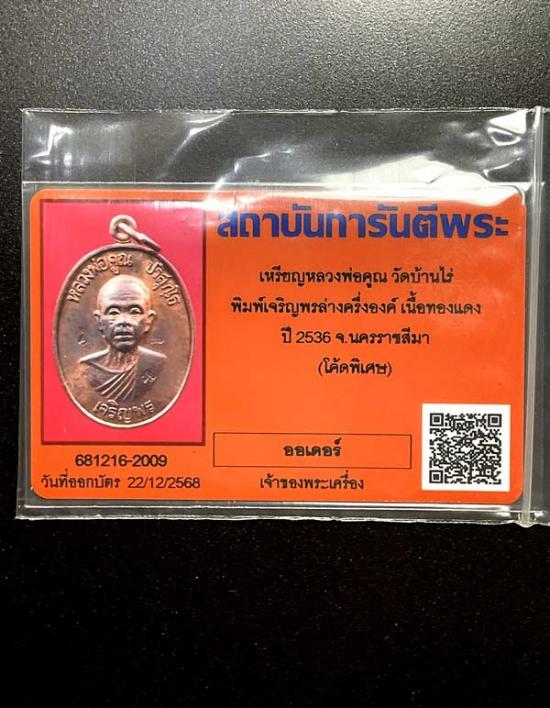 สถาบันการันตีพระ
เหรียญหลวงพ่อคูณ วัดบ้านไร่
พิมพ์เจริญพรล่างครึ่งองค์ เนื้อทองแดง
ปี 2536 จ.นครราชสีมา
(โค้ดพิเศษ)
ออเดอร์
เจ้าของพระเครื่อง
หลวงพ่อคูณ ปริสุทฺโธ
เจริญพร
681216-2009
วันที่ออกบัตร 22/12/2568